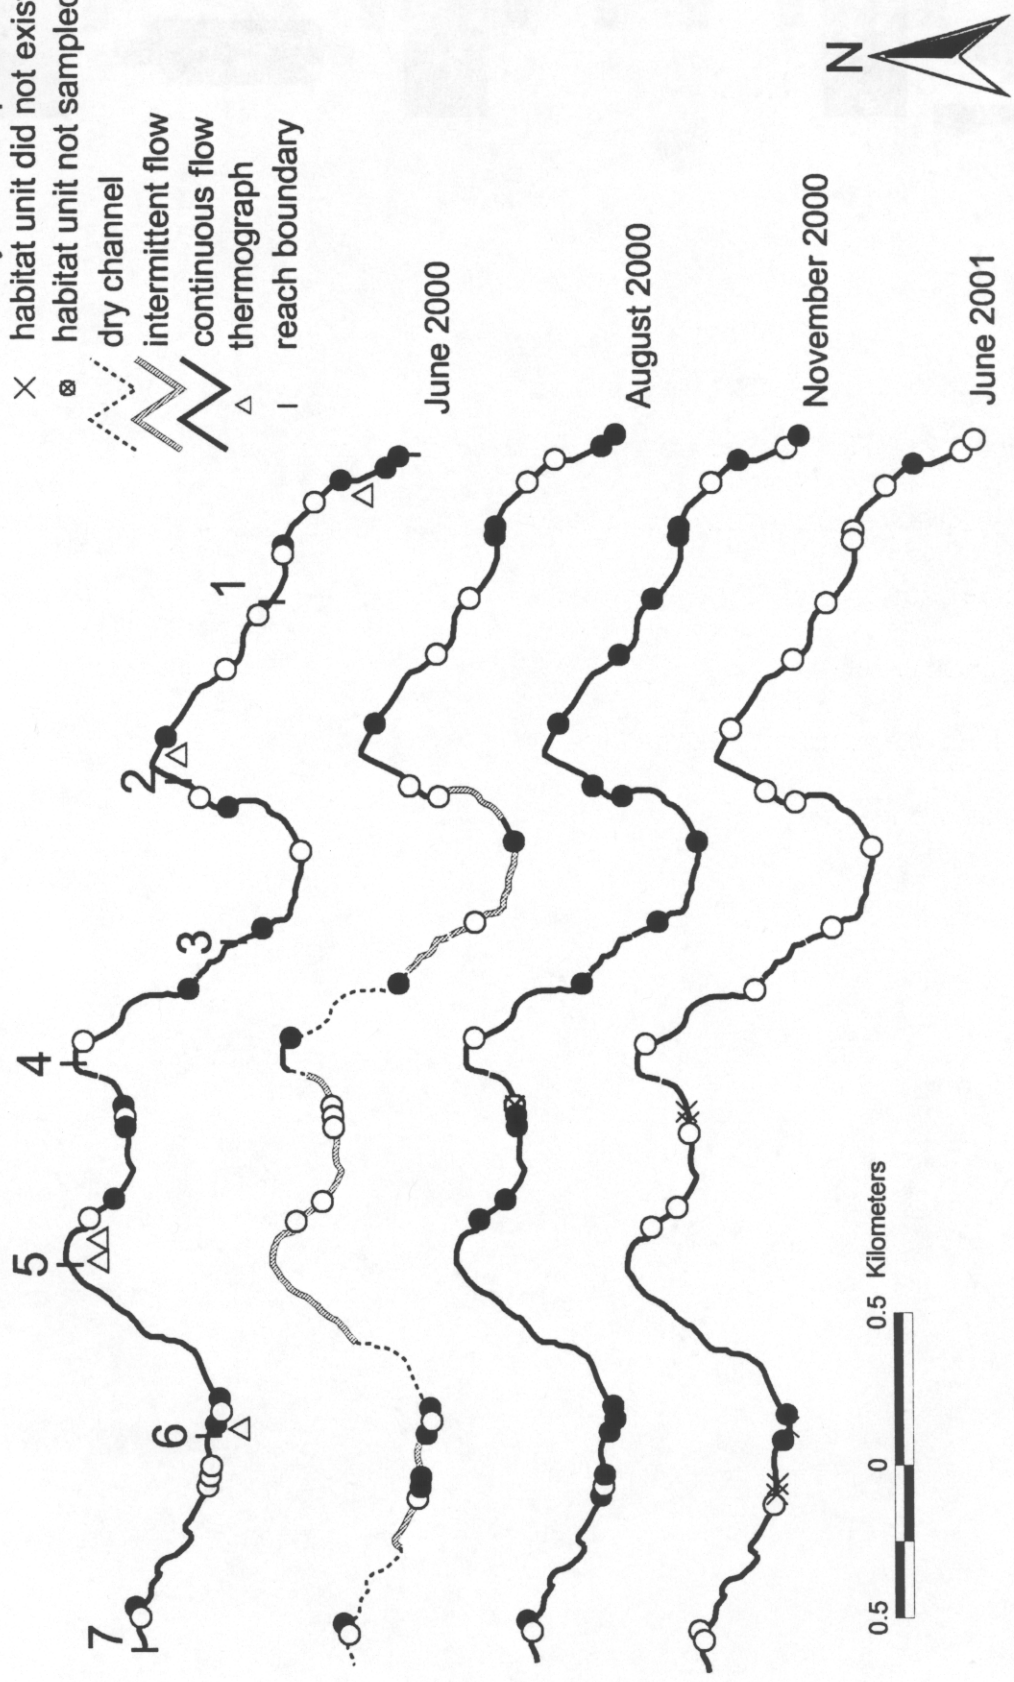 habitat unit did not exis
habitat unit not sampled
dry channel
intermittent flow
continuous flow
thermograph
reach boundary
N
June 2000
August 2000
November 2000
June 2001
1
2
3
4
5
6
7
0.5 0 0.5 Kilometers